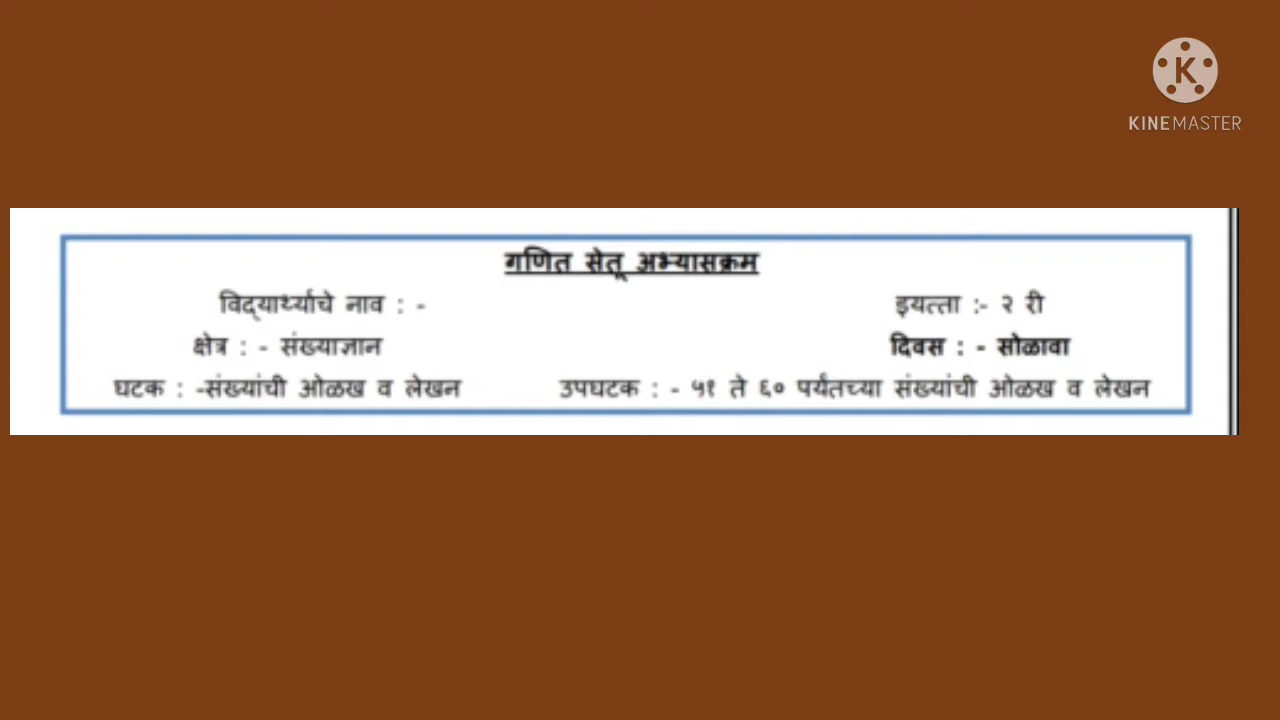 KINEMASTER
गणित सेतू अभ्यासक्रम
विद्यार्थ्याचे नाव : - इयत्ता :- २ री
क्षेत्र : - संख्याज्ञान दिवस : - सोळावा
घटक : -संख्यांची ओळख व लेखन उपघटक : - ५१ ते ६० पर्यंतच्या संख्यांची ओळख व लेखन